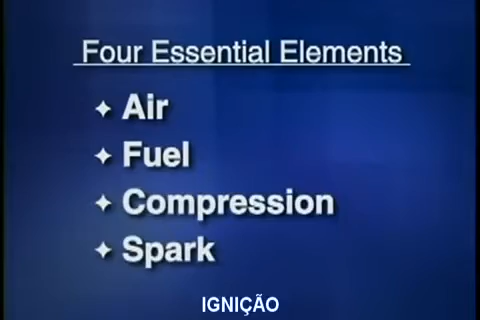 Four Essential Elements
Air
Fuel
Compression
Spark
IGNIÇÃO